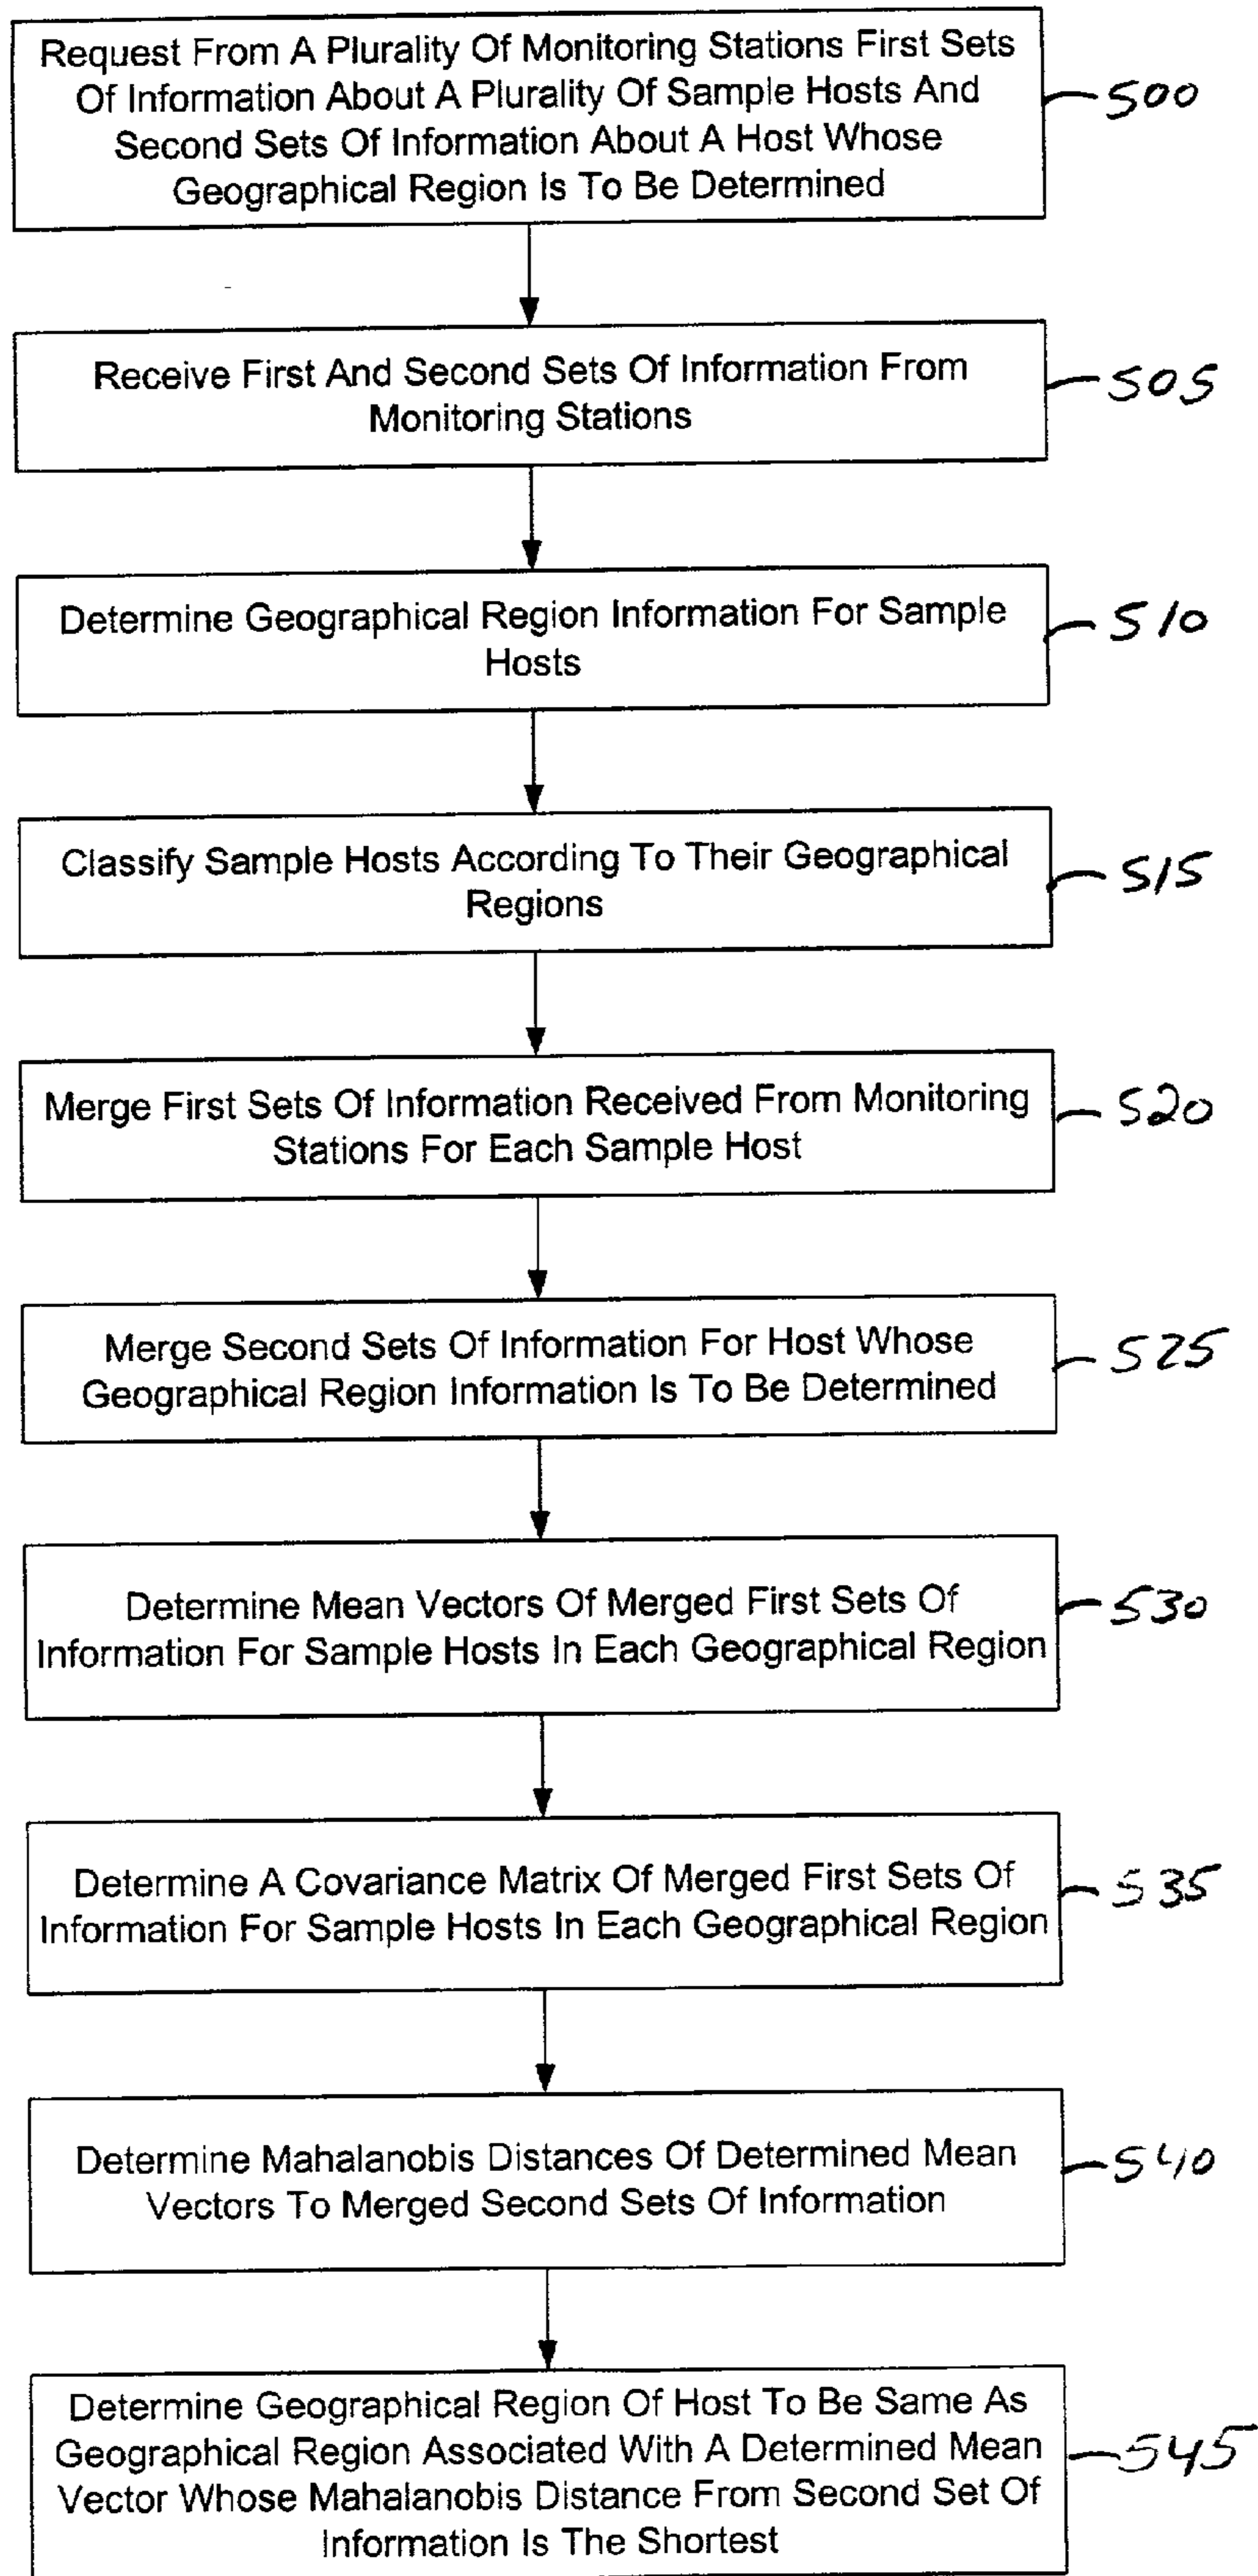 Request From A Plurality Of Monitoring Stations First Sets
Of Information About A Plurality Of Sample Hosts And
Second Sets Of Information About A Host Whose
Geographical Region Is To Be Determined
500
Receive First And Second Sets Of Information From
Monitoring Stations
505
Determine Geographical Region Information For Sample
Hosts
510
Classify Sample Hosts According To Their Geographical
Regions
515
Merge First Sets Of Information Received From Monitoring
Stations For Each Sample Host
520
Merge Second Sets Of Information For Host Whose
Geographical Region Information Is To Be Determined
525
Determine Mean Vectors Of Merged First Sets Of
Information For Sample Hosts In Each Geographical Region
530
Determine A Covariance Matrix Of Merged First Sets Of
Information For Sample Hosts In Each Geographical Region
535
Determine Mahalanobis Distances Of Determined Mean
Vectors To Merged Second Sets Of Information
540
Determine Geographical Region Of Host To Be Same As
Geographical Region Associated With A Determined Mean
Vector Whose Mahalanobis Distance From Second Set Of
Information Is The Shortest
545